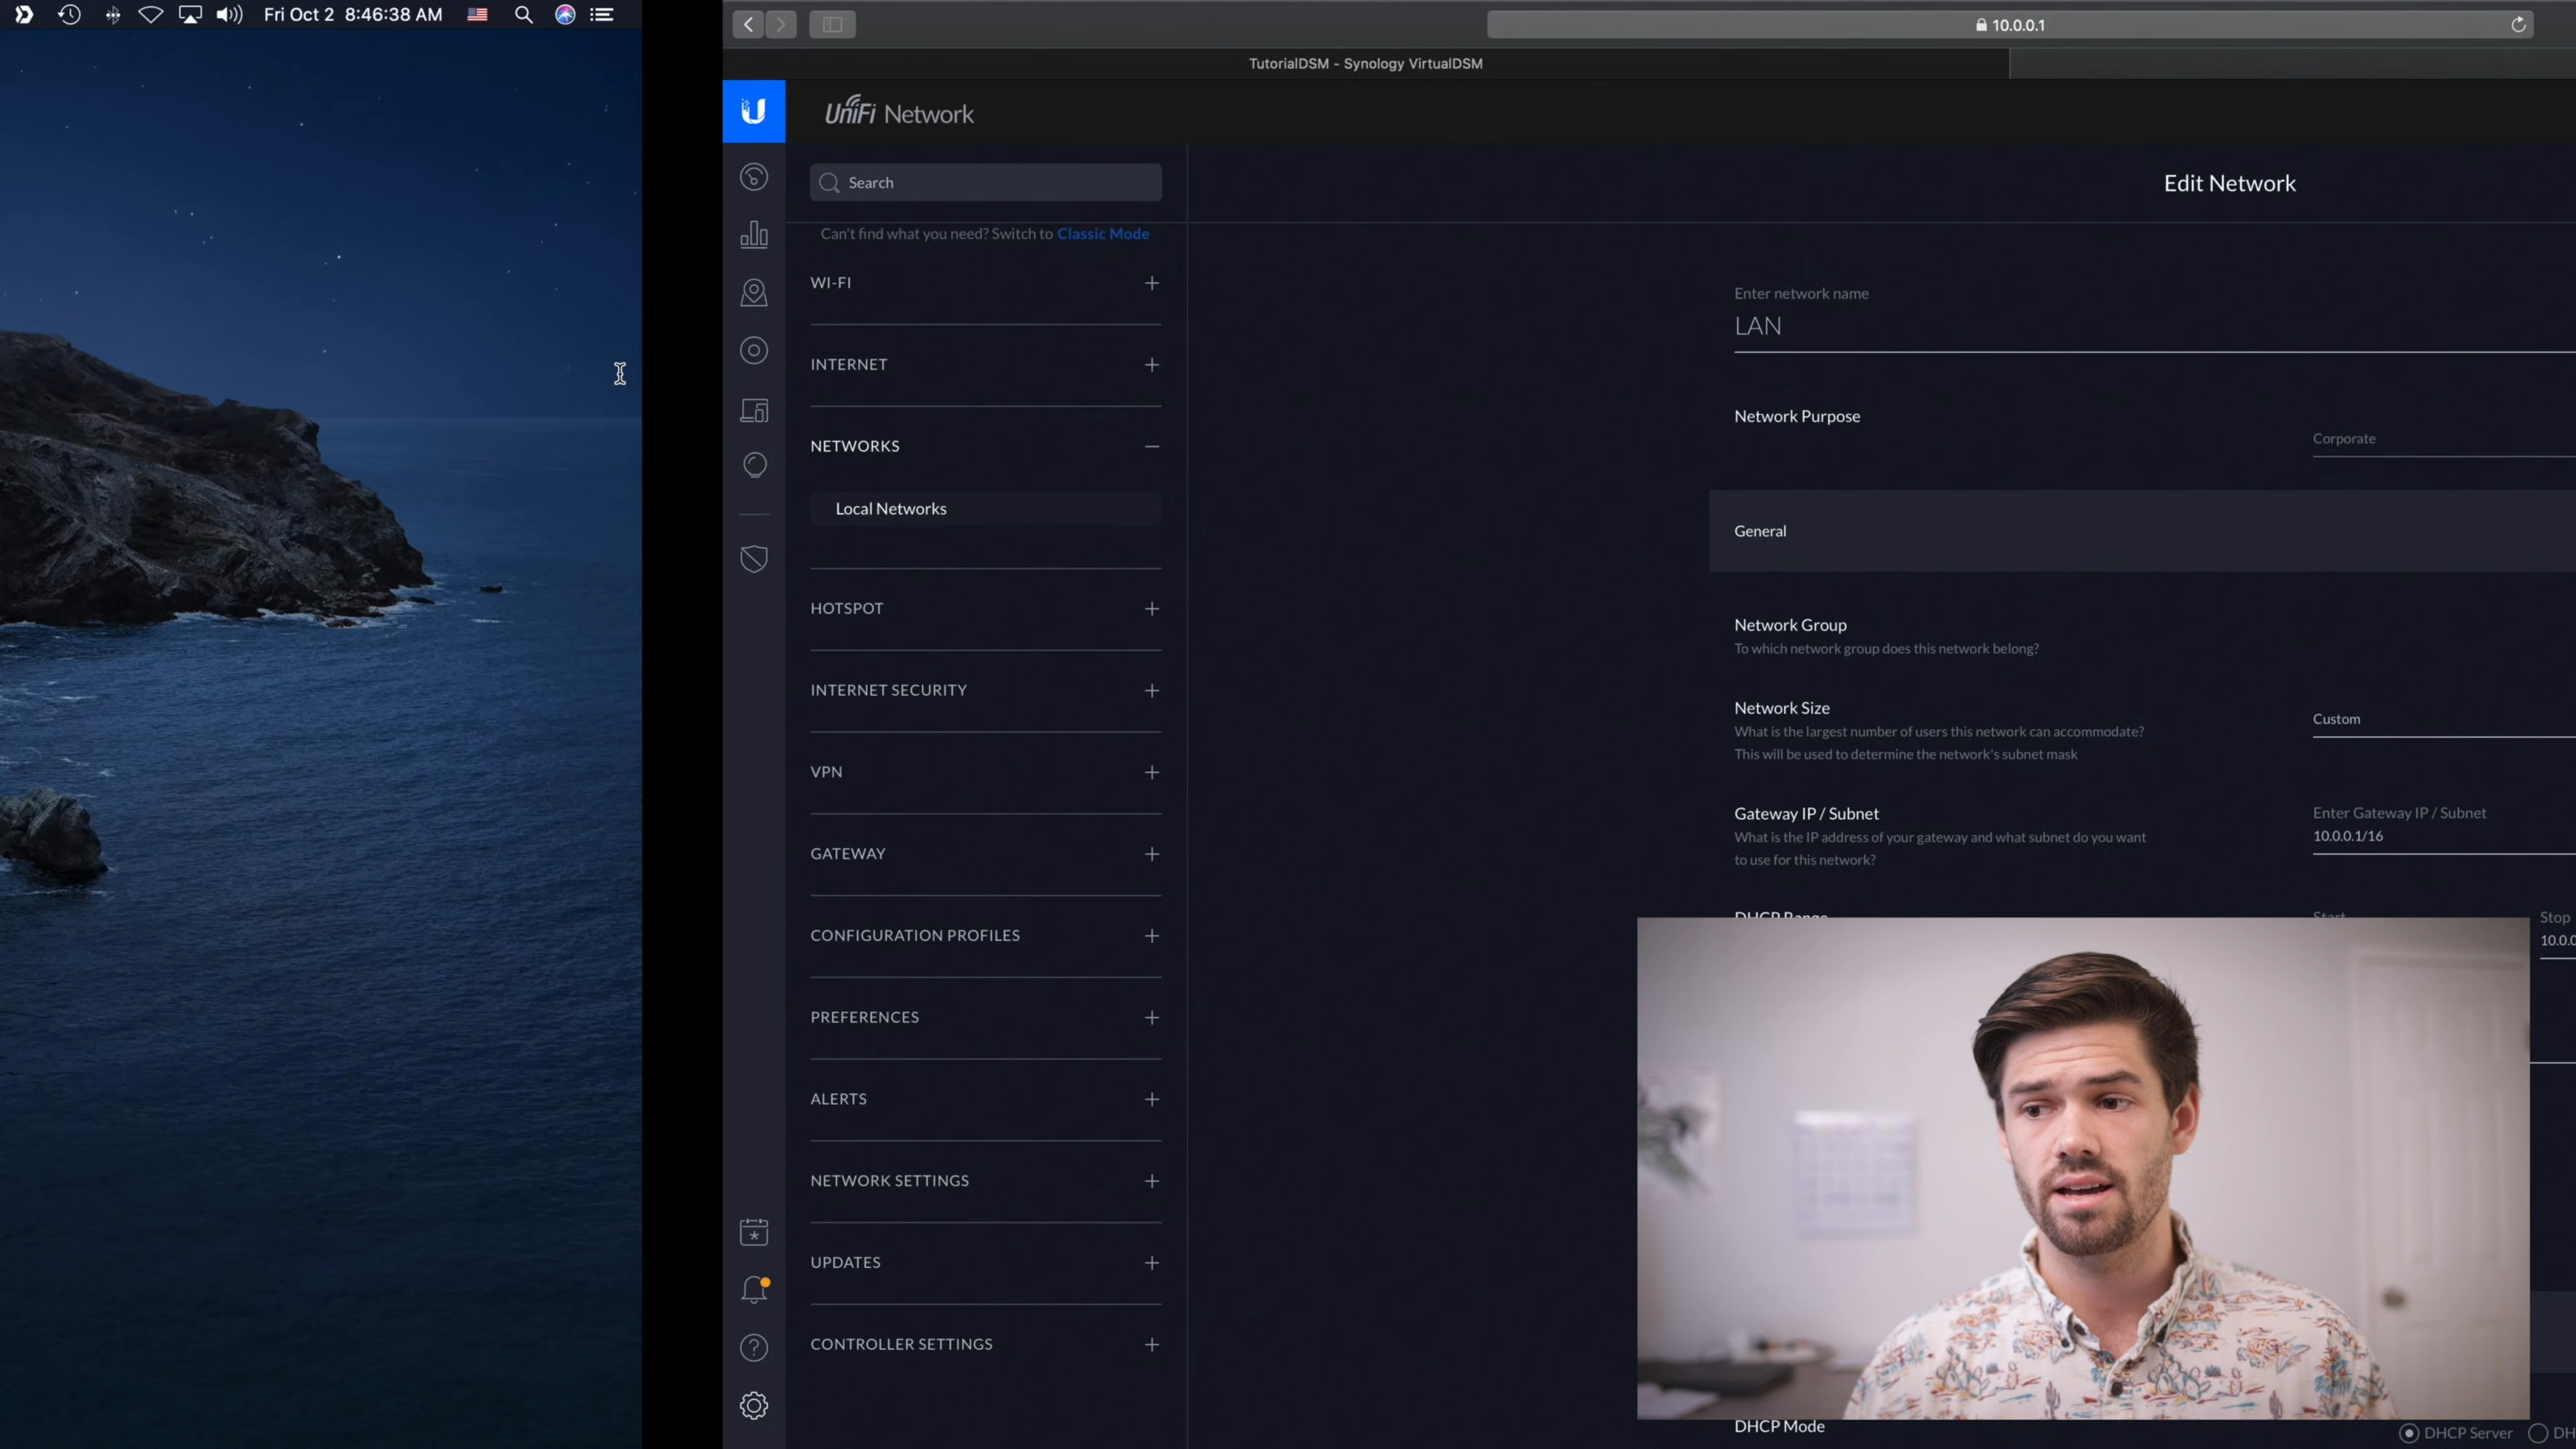 Fri Oct 2 8:46:38 AM
10.0.0.1
TutorialDSM - Synology VirtualDSM
UniFi Network
Search
Can't find what you need? Switch to Classic Mode
WI-FI
INTERNET
NETWORKS
Local Networks
HOTSPOT
INTERNET SECURITY
VPN
GATEWAY
CONFIGURATION PROFILES
PREFERENCES
ALERTS
NETWORK SETTINGS
UPDATES
CONTROLLER SETTINGS
Edit Network
Enter network name
LAN
Network Purpose
Corporate
General
Network Group
To which network group does this network belong?
Network Size
What is the largest number of users this network can accommodate?
This will be used to determine the network's subnet mask
Custom
Gateway IP / Subnet
What is the IP address of your gateway and what subnet do you want
to use for this network?
Enter Gateway IP / Subnet
10.0.0.1/16
DHCP Range
Start
Stop
DHCP Mode
DHCP Server